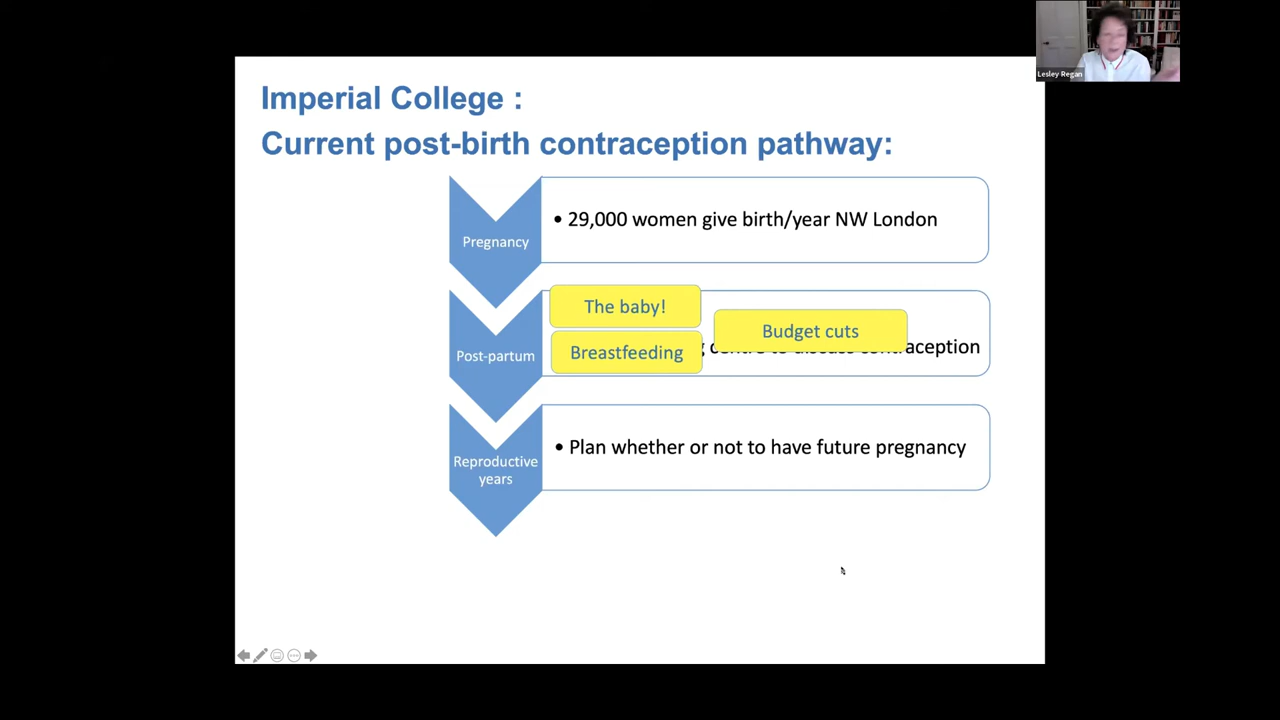 Lesley Regan
Imperial College :
Current post-birth contraception pathway:
Pregnancy
• 29,000 women give birth/year NW London
Post-partum
The baby!
Budget cuts
Breastfeeding
contraception
Reproductive
years
• Plan whether or not to have future pregnancy